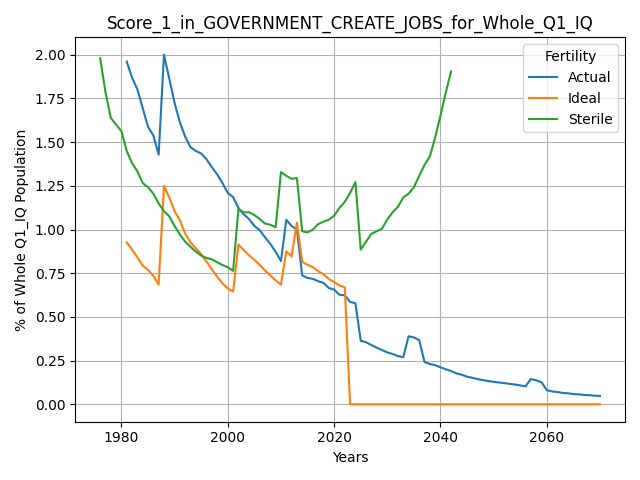 Score_1_in_GOVERNMENT_CREATE_JOBS_for_Whole_Q1_IQ
Fertility
Actual
Ideal
Sterile
% of Whole Q1_IQ Population
2.00
1.75
1.50
1.25
1.00
0.75
0.50
0.25
0.00
1980 2000 2020 2040 2060
Years